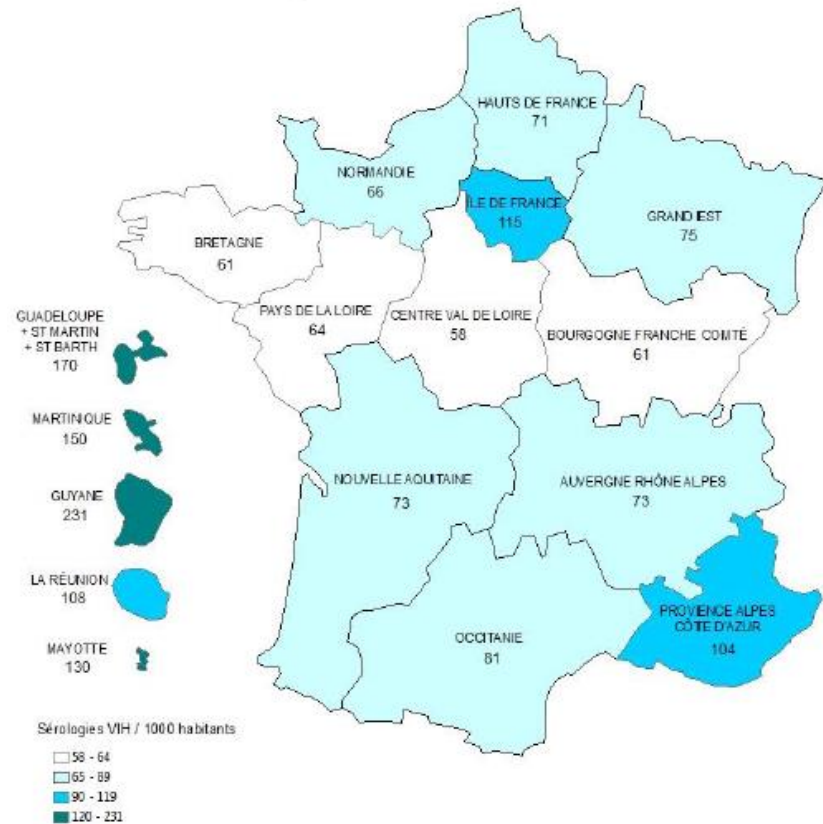 HAUTS DE FRANCE
71
NORMANDIE
66
ÎLE DE FRANCE
115
GRAND EST
75
BRETAGNE
61
PAYS DE LA LOIRE
64
CENTRE VAL DE LOIRE
58
BOURGOGNE FRANCHE COMTÉ
61
GUADELOUPE
+ ST MARTIN
+ ST BARTH
170
MARTINIQUE
150
GUYANE
231
LA RÉUNION
108
MAYOTTE
130
NOUVELLE AQUITAINE
73
AUVERGNE RHÔNE ALPES
73
OCCITANIE
81
PROVIENCE ALPES
CÔTE D'AZUR
104
Sérologies VIH / 1000 habitants
58 - 64
65 - 89
90 - 119
120 - 231